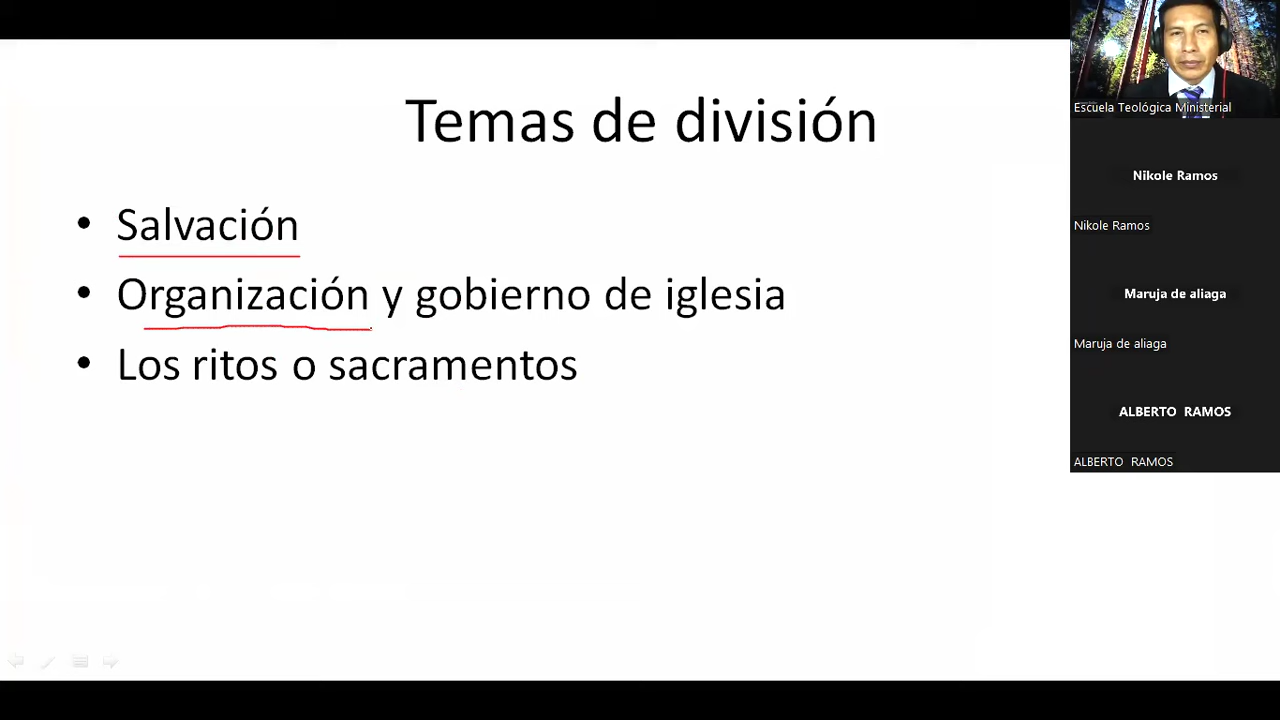 Temas de división
• Salvación
• Organización y gobierno de iglesia
• Los ritos o sacramentos
Escuela Teológica Ministerial
Nikole Ramos
Nikole Ramos
Maruja de aliaga
Maruja de aliaga
ALBERTO RAMOS
ALBERTO RAMOS